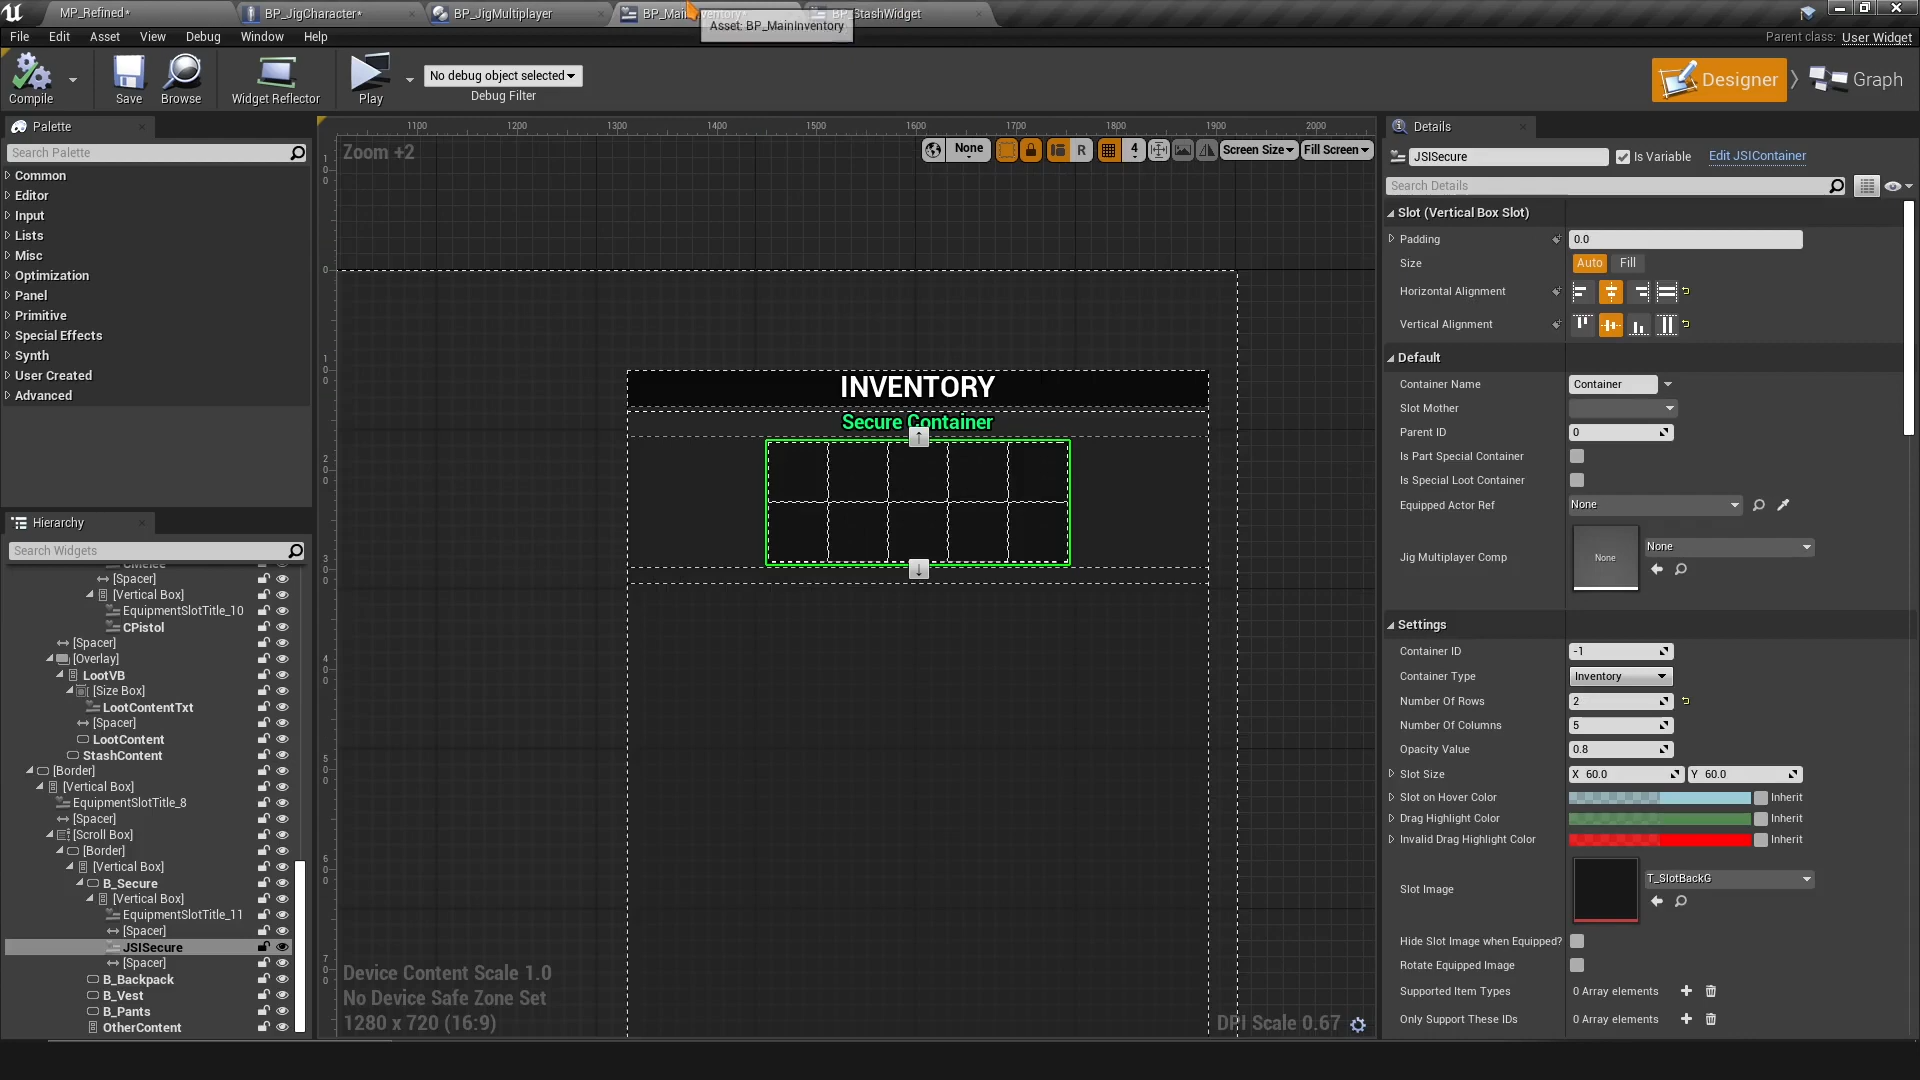 MP_Refined*
BP_JigCharacter*
BP_JigMultiplayer
BP_StashWidget
Asset: BP_MainInventory
File Edit Asset View Debug Window Help
Parent class: User Widget
Compile
Save
Browse
Widget Reflector
Play
No debug object selected
Debug Filter
Designer
Graph
Palette
Search Palette
Common
Editor
Input
Lists
Misc
Optimization
Panel
Primitive
Special Effects
Synth
User Created
Advanced
Hierarchy
Search Widgets
[Spacer]
[Vertical Box]
EquipmentSlotTitle_10
CPistol
[Spacer]
[Overlay]
LootVB
[Size Box]
LootContentTxt
[Spacer]
LootContent
StashContent
[Border]
[Vertical Box]
EquipmentSlotTitle_8
[Spacer]
[Scroll Box]
[Border]
[Vertical Box]
B_Secure
[Vertical Box]
EquipmentSlotTitle_11
[Spacer]
JSISecure
[Spacer]
B_Backpack
B_Vest
B_Pants
OtherContent
1100 1200 1300 1400 1500 1600 1700 1800 1900 2000
Zoom +2
None
R
4
Screen Size
Fill Screen
INVENTORY
Secure Container
Device Content Scale 1.0
No Device Safe Zone Set
1280 x 720 (16:9)
DPI Scale 0.67
Details
JSISecure
Is Variable
Edit JSIContainer
Search Details
Slot (Vertical Box Slot)
Padding 0.0
Size Auto Fill
Horizontal Alignment
Vertical Alignment
Default
Container Name Container
Slot Mother
Parent ID 0
Is Part Special Container
Is Special Loot Container
Equipped Actor Ref None
Jig Multiplayer Comp None None
Settings
Container ID -1
Container Type Inventory
Number Of Rows 2
Number Of Columns 5
Opacity Value 0.8
Slot Size X 60.0 Y 60.0
Slot on Hover Color Inherit
Drag Highlight Color Inherit
Invalid Drag Highlight Color Inherit
Slot Image T_SlotBackG
Hide Slot Image when Equipped?
Rotate Equipped Image
Supported Item Types 0 Array elements
Only Support These IDs 0 Array elements